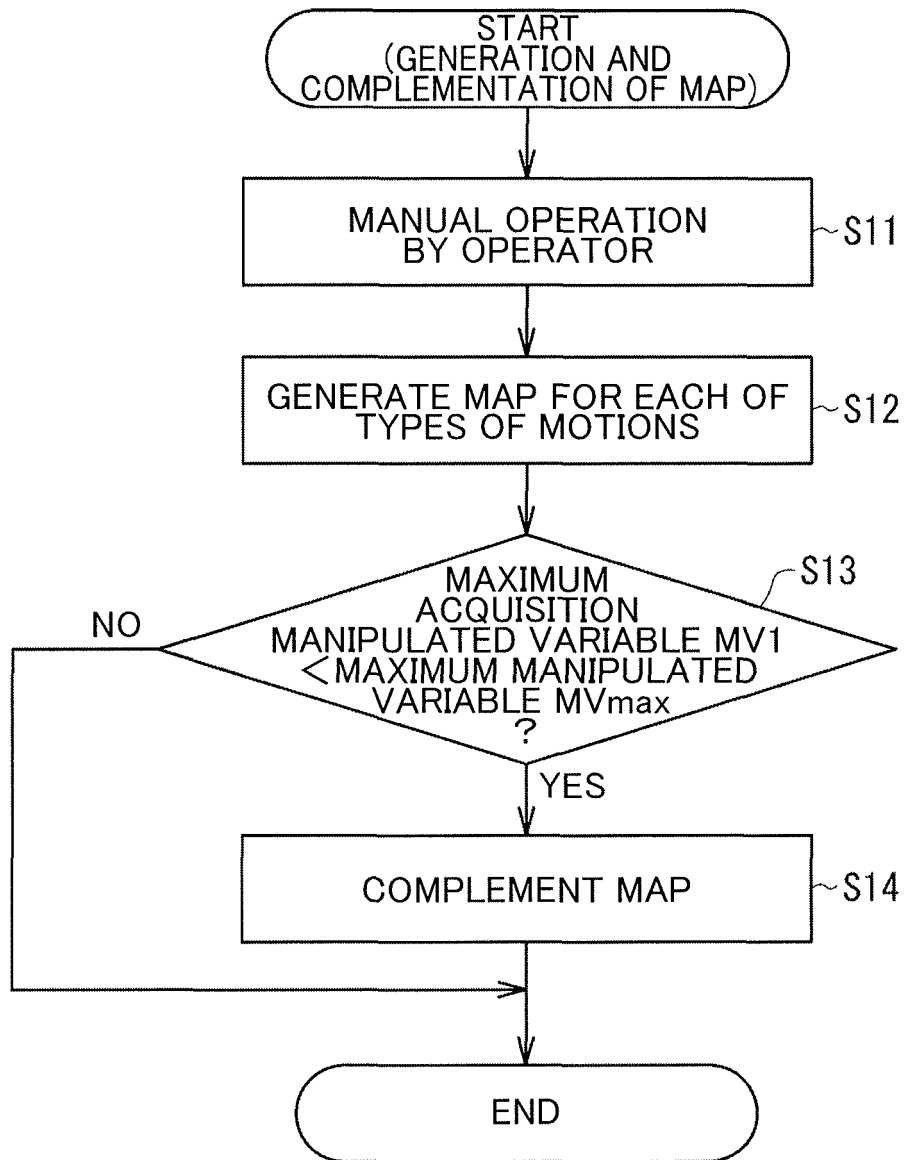 START
(GENERATION AND
COMPLEMENTATION OF MAP)
MANUAL OPERATION
BY OPERATOR
S11
GENERATE MAP FOR EACH OF
TYPES OF MOTIONS
S12
S13
MAXIMUM
ACQUISITION
MANIPULATED VARIABLE MV1
<MAXIMUM MANIPULATED
VARIABLE MVmax
?
NO
YES
COMPLEMENT MAP
S14
END